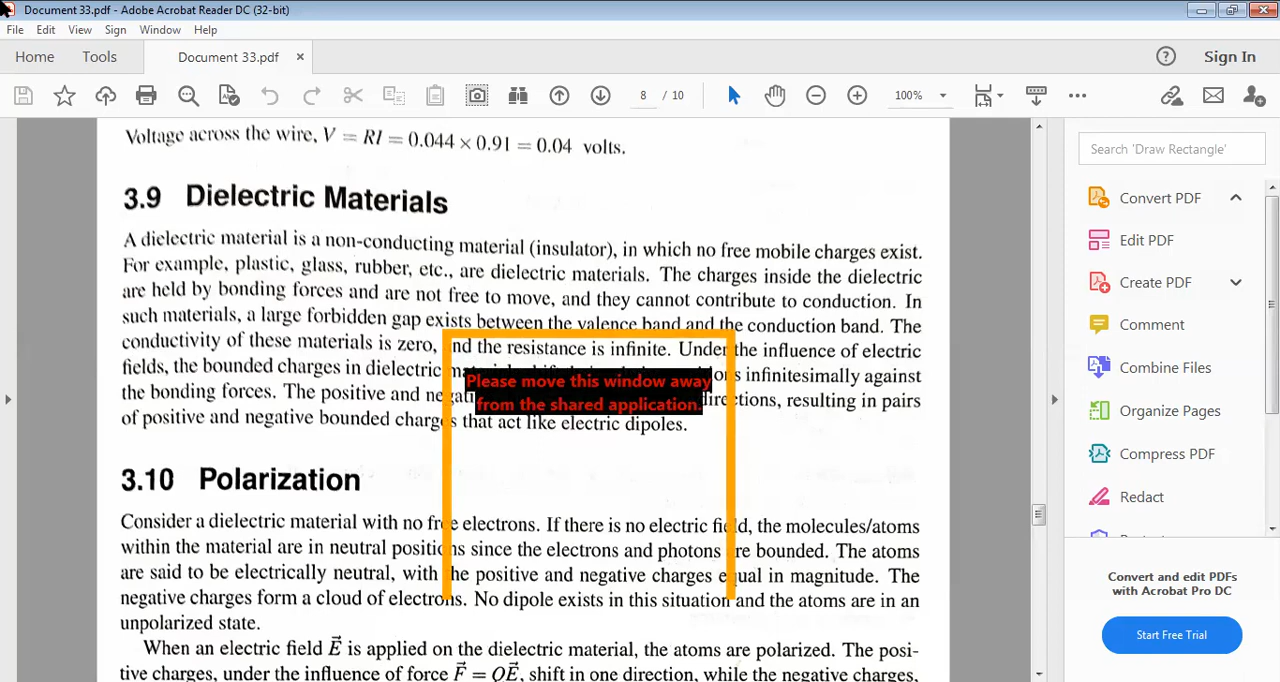 Document 33.pdf - Adobe Acrobat Reader DC (32-bit)
File Edit View Sign Window Help
Home Tools Document 33.pdf × ? Sign In
8 / 10 100%
Voltage across the wire, V = RI = 0.044 × 0.91 = 0.04 volts.
3.9 Dielectric Materials
A dielectric material is a non-conducting material (insulator), in which no free mobile charges exist.
For example, plastic, glass, rubber, etc., are dielectric materials. The charges inside the dielectric
are held by bonding forces and are not free to move, and they cannot contribute to conduction. In
such materials, a large forbidden gap exists between the valence band and the conduction band. The
conductivity of these materials is zero, and the resistance is infinite. Under the influence of electric
fields, the bounded charges in dielectric infinitesimally against
the bonding forces. The positive and directions, resulting in pairs
of positive and negative bounded charges that act like electric dipoles.
Please move this window away
from the shared application.
3.10 Polarization
Consider a dielectric material with no free electrons. If there is no electric field, the molecules/atoms
within the material are in neutral positions since the electrons and photons are bounded. The atoms
are said to be electrically neutral, with the positive and negative charges equal in magnitude. The
negative charges form a cloud of electrons. No dipole exists in this situation and the atoms are in an
unpolarized state.
When an electric field E⃗ is applied on the dielectric material, the atoms are polarized. The posi-
tive charges, under the influence of force F⃗ = QE⃗, shift in one direction, while the negative charges,
Search 'Draw Rectangle'
Convert PDF
Edit PDF
Create PDF
Comment
Combine Files
Organize Pages
Compress PDF
Redact
Convert and edit PDFs
with Acrobat Pro DC
Start Free Trial